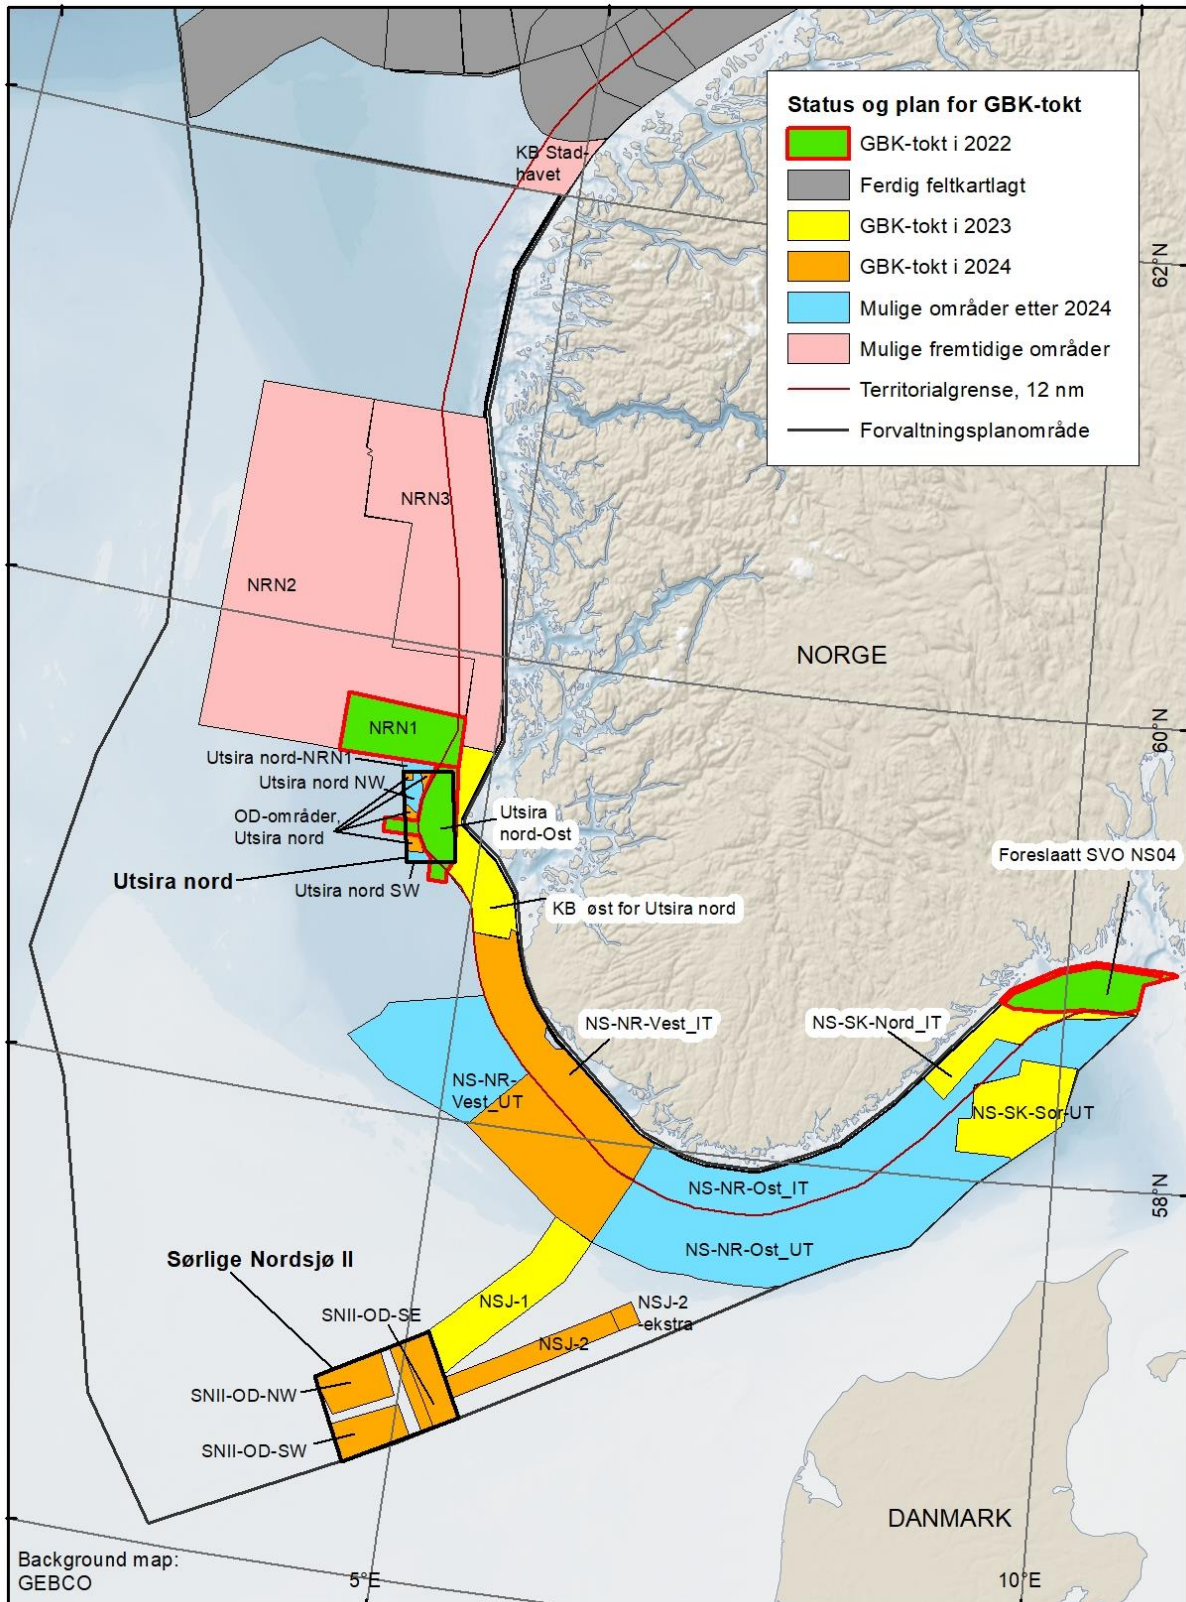 Status og plan for GBK-tokt
GBK-tokt i 2022
Ferdig feltkartlagt
GBK-tokt i 2023
GBK-tokt i 2024
Mulige områder etter 2024
Mulige fremtidige områder
Territorialgrense, 12 nm
Forvaltningsplanområde
KB Stad-
havet
62°N
NRN3
NRN2
NORGE
NRN1
60°N
Utsira nord-NRN1
Utsira nord NW
OD-områder,
Utsira nord
Utsira
nord-Ost
Utsira nord
Utsira nord SW
KB øst for Utsira nord
Foreslaatt SVO NS04
NS-NR-Vest_IT
NS-SK-Nord_IT
NS-NR-
Vest_UT
NS-SK-Sor-UT
NS-NR-Ost_IT
58°N
NS-NR-Ost_UT
Sørlige Nordsjø II
SNII-OD-SE
NSJ-1
NSJ-2
-ekstra
NSJ-2
SNII-OD-NW
SNII-OD-SW
DANMARK
Background map:
GEBCO
5°E
10°E